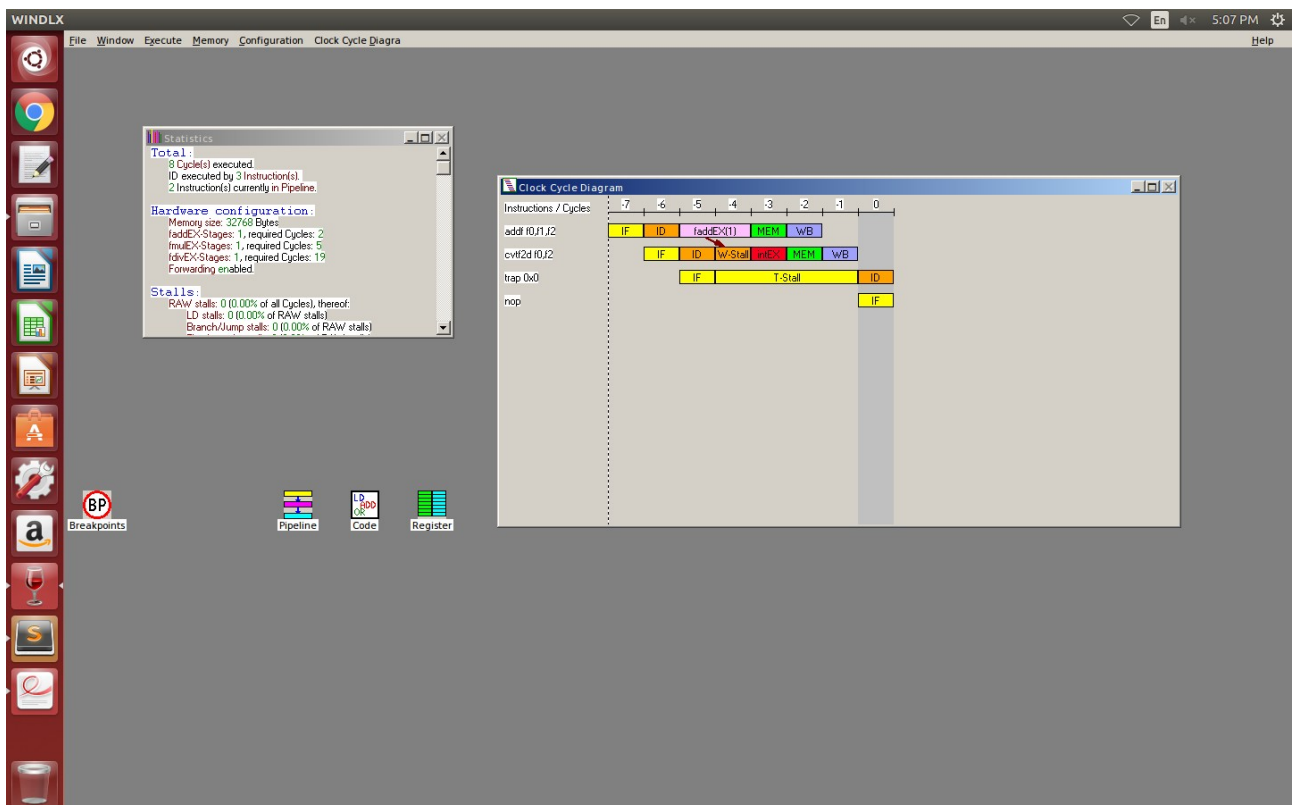 WINDLX
En
5:07 PM
File Window Execute Memory Configuration Clock Cycle Diagra
Help
Statistics
Total:
8 Cycle(s) executed.
ID executed by 3 Instruction(s).
2 Instruction(s) currently in Pipeline.
Hardware configuration:
Memory size: 32768 Bytes
faddEX-Stages: 1, required Cycles: 2
fmulEX-Stages: 1, required Cycles: 5
fdivEX-Stages: 1, required Cycles: 19
Forwarding enabled.
Stalls:
RAW stalls: 0 (0.00% of all Cycles), thereof:
LD stalls: 0 (0.00% of RAW stalls)
Branch/Jump stalls: 0 (0.00% of RAW stalls)
Clock Cycle Diagram
Instructions / Cycles -7 -6 -5 -4 -3 -2 -1 0
addf f0,f1,f2 IF ID faddEX(1) MEM WB
cvtf2d f0,f2 IF ID W-Stall intEX MEM WB
trap 0x0 IF T-Stall ID
nop IF
BP
Breakpoints
Pipeline
LD
ADD
OR
Code
Register
a
S